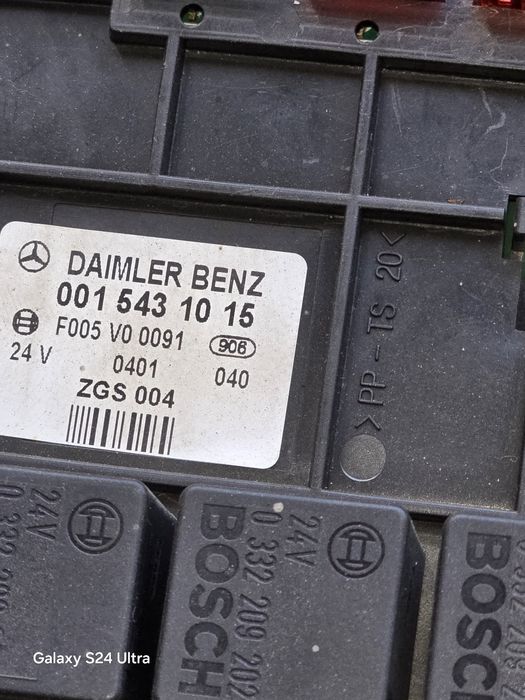 DAIMLER BENZ
001 543 10 15
F005 V0 0091 906
24 V 0401 040
ZGS 004
>PP-TS 20<
24V
24V
0 332 209 202
BOSCH
BOSCH
Galaxy S24 Ultra